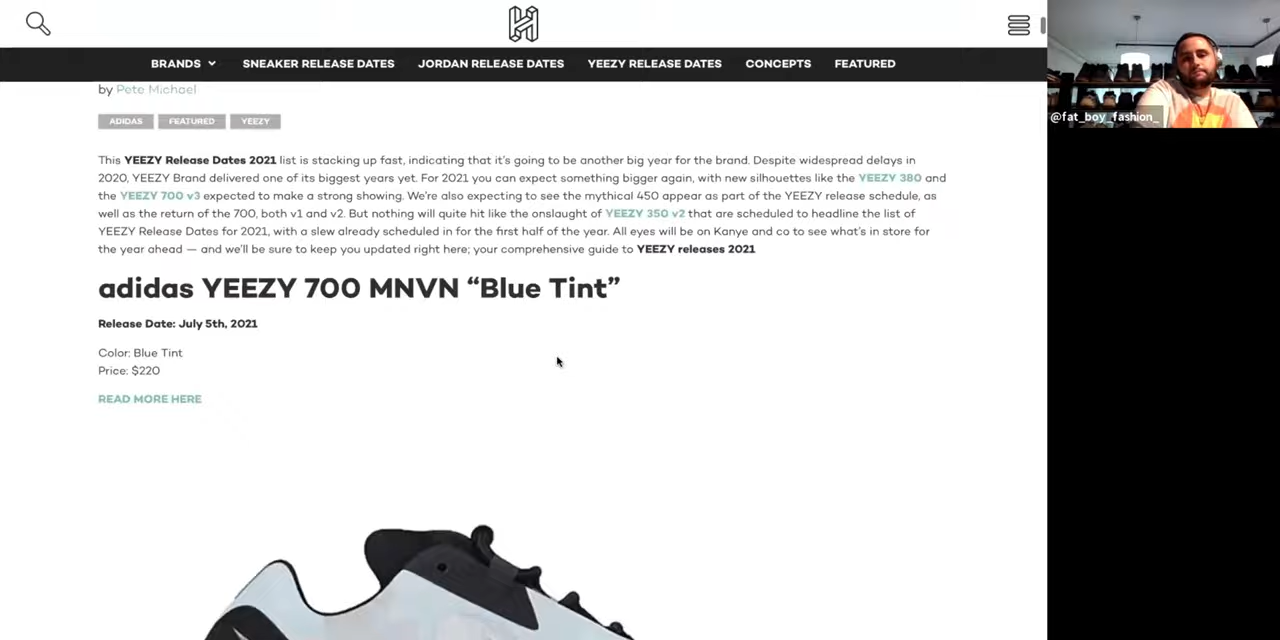 BRANDS
SNEAKER RELEASE DATES
JORDAN RELEASE DATES
YEEZY RELEASE DATES
CONCEPTS
FEATURED
by Pete Michael
ADIDAS
FEATURED
YEEZY
This YEEZY Release Dates 2021 list is stacking up fast, indicating that it's going to be another big year for the brand. Despite widespread delays in
2020, YEEZY Brand delivered one of its biggest years yet. For 2021 you can expect something bigger again, with new silhouettes like the YEEZY 380 and
the YEEZY 700 v3 expected to make a strong showing. We're also expecting to see the mythical 450 appear as part of the YEEZY release schedule, as
well as the return of the 700, both v1 and v2. But nothing will quite hit like the onslaught of YEEZY 350 v2 that are scheduled to headline the list of
YEEZY Release Dates for 2021, with a slew already scheduled in for the first half of the year. All eyes will be on Kanye and co to see what's in store for
the year ahead — and we'll be sure to keep you updated right here; your comprehensive guide to YEEZY releases 2021
adidas YEEZY 700 MNVN “Blue Tint”
Release Date: July 5th, 2021
Color: Blue Tint
Price: $220
READ MORE HERE
@fat_boy_fashion_